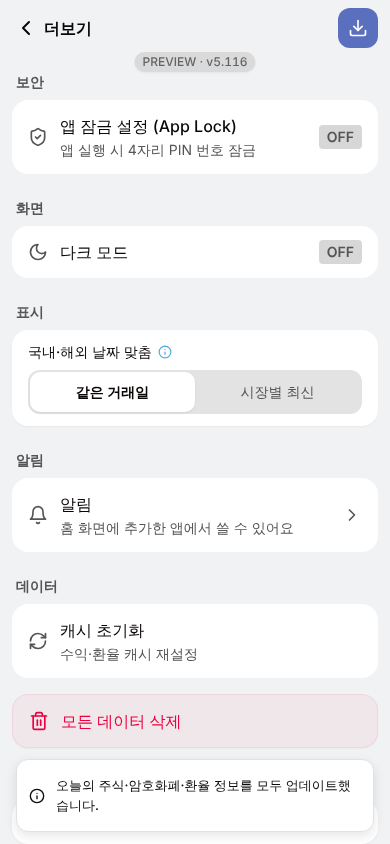 더보기
PREVIEW · v5.116
보안
앱 잠금 설정 (App Lock)
앱 실행 시 4자리 PIN 번호 잠금
OFF
화면
다크 모드
OFF
표시
국내·해외 날짜 맞춤
같은 거래일
시장별 최신
알림
알림
홈 화면에 추가한 앱에서 쓸 수 있어요
데이터
캐시 초기화
수익·환율 캐시 재설정
모든 데이터 삭제
오늘의 주식·암호화폐·환율 정보를 모두 업데이트했
습니다.